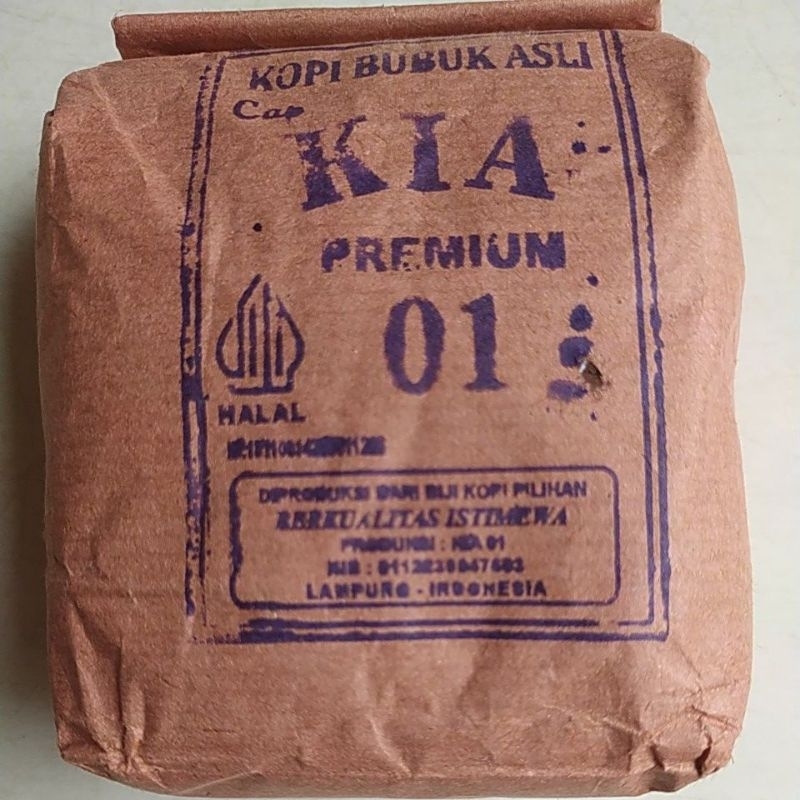 KOPI BUBUK ASLI
Cap
KIA
PREMIUM
01
HALAL
DIPRODUKSI DARI BIJI KOPI PILIHAN
BERKUALITAS ISTIMEWA
PRODUKSI : KIA 01
NIB :
LAMPUNG - INDONESIA